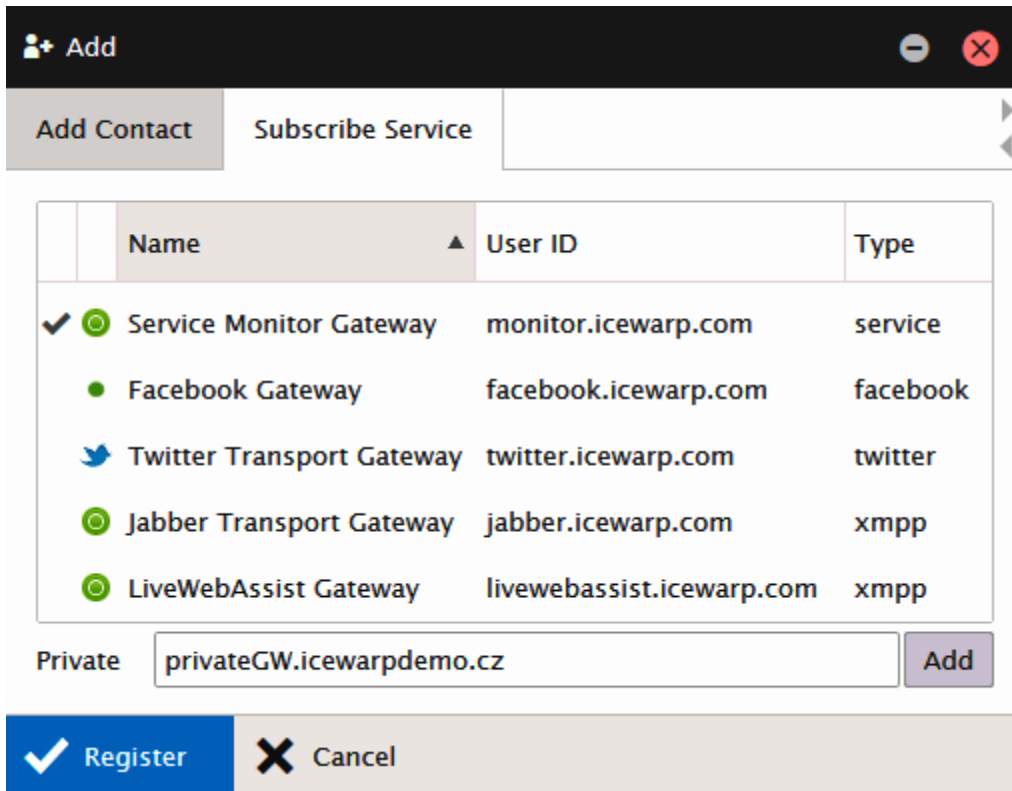 Add
Add Contact Subscribe Service
Name User ID Type
Service Monitor Gateway monitor.icewarp.com service
Facebook Gateway facebook.icewarp.com facebook
Twitter Transport Gateway twitter.icewarp.com twitter
Jabber Transport Gateway jabber.icewarp.com xmpp
LiveWebAssist Gateway livewebassist.icewarp.com xmpp
Private privateGW.icewarpdemo.cz Add
Register Cancel